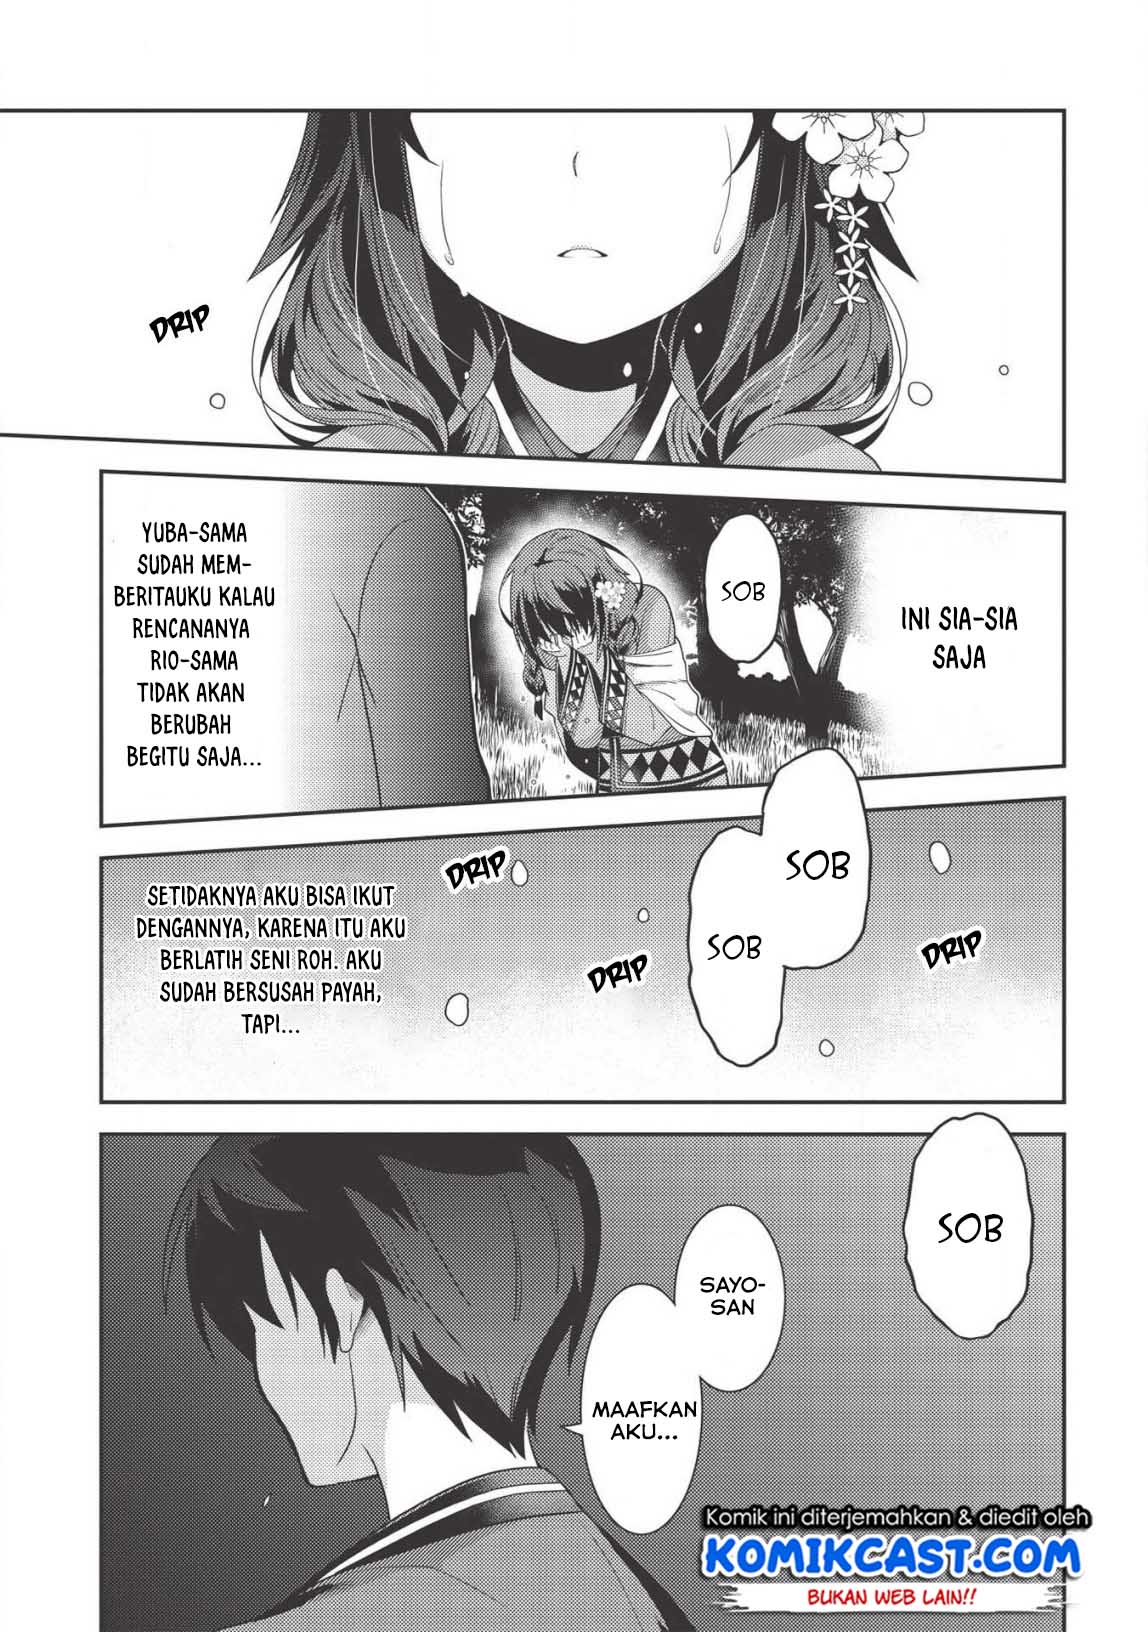 DRIP
INI SIA-SIA
SAJA
SOB
YUBA-SAMA
SUDAH MEM-
BERITAUKU KALAU
RENCANANYA
RIO-SAMA
TIDAK AKAN
BERUBAH
BEGITU SAJA...
SOB
SOB
DRIP
DRIP
DRIP
SETIDAKNYA AKU BISA IKUT
DENGANNYA, KARENA ITU AKU
BERLATIH SENI ROH. AKU
SUDAH BERSUSAH PAYAH,
TAPI...
SOB
SAYO-
SAN
MAAFKAN
AKU...
Komik ini diterjemahkan & diedit oleh
KOMIKCAST.COM
BUKAN WEB LAIN!!